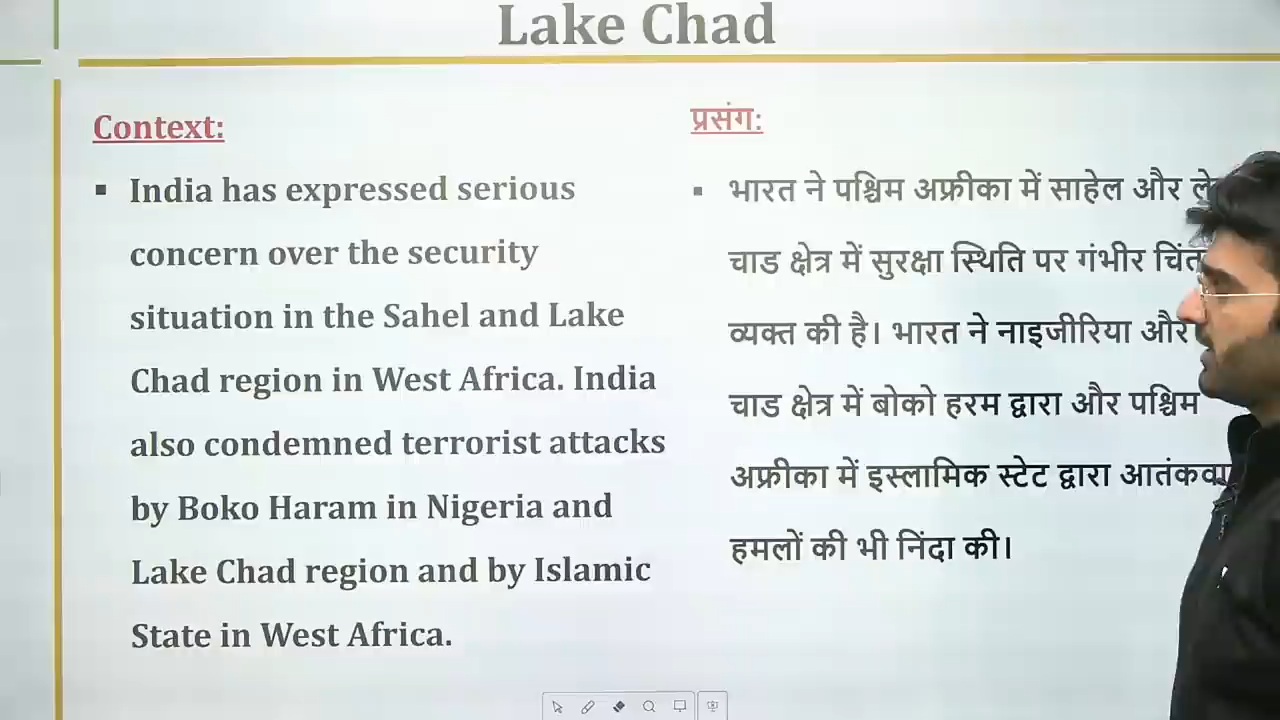 Lake Chad
Context:
▪ India has expressed serious
concern over the security
situation in the Sahel and Lake
Chad region in West Africa. India
also condemned terrorist attacks
by Boko Haram in Nigeria and
Lake Chad region and by Islamic
State in West Africa.
प्रसंग:
▪ भारत ने पश्चिम अफ्रीका में साहेल और
चाड क्षेत्र में सुरक्षा स्थिति पर गंभीर
व्यक्त की है। भारत ने नाइजीरिया और
चाड क्षेत्र में बोको हरम द्वारा और पश्चिम
अफ्रीका में इस्लामिक स्टेट द्वारा
हमलों की भी निंदा की।